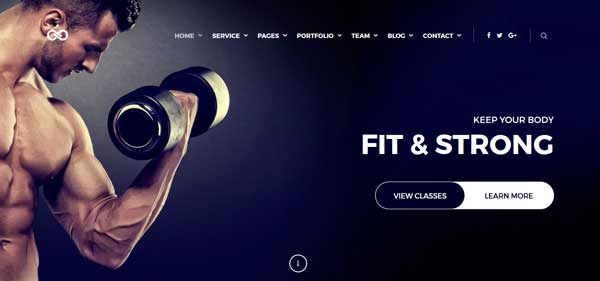 HOME SERVICE PAGES PORTFOLIO TEAM BLOG CONTACT
KEEP YOUR BODY
FIT & STRONG
VIEW CLASSES LEARN MORE